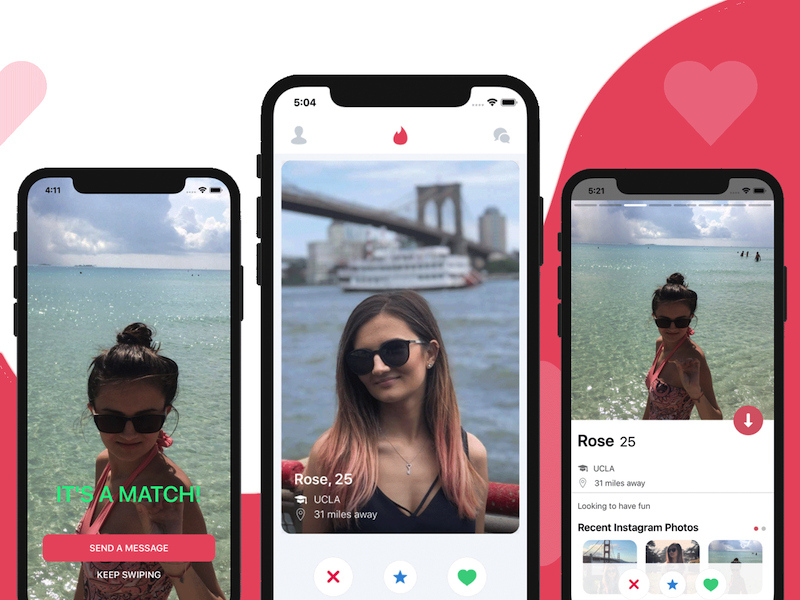 4:11
IT'S A MATCH!
SEND A MESSAGE
KEEP SWIPING
5:04
Rose, 25
UCLA
31 miles away
5:21
Rose 25
UCLA
31 miles away
Looking to have fun
Recent Instagram Photos